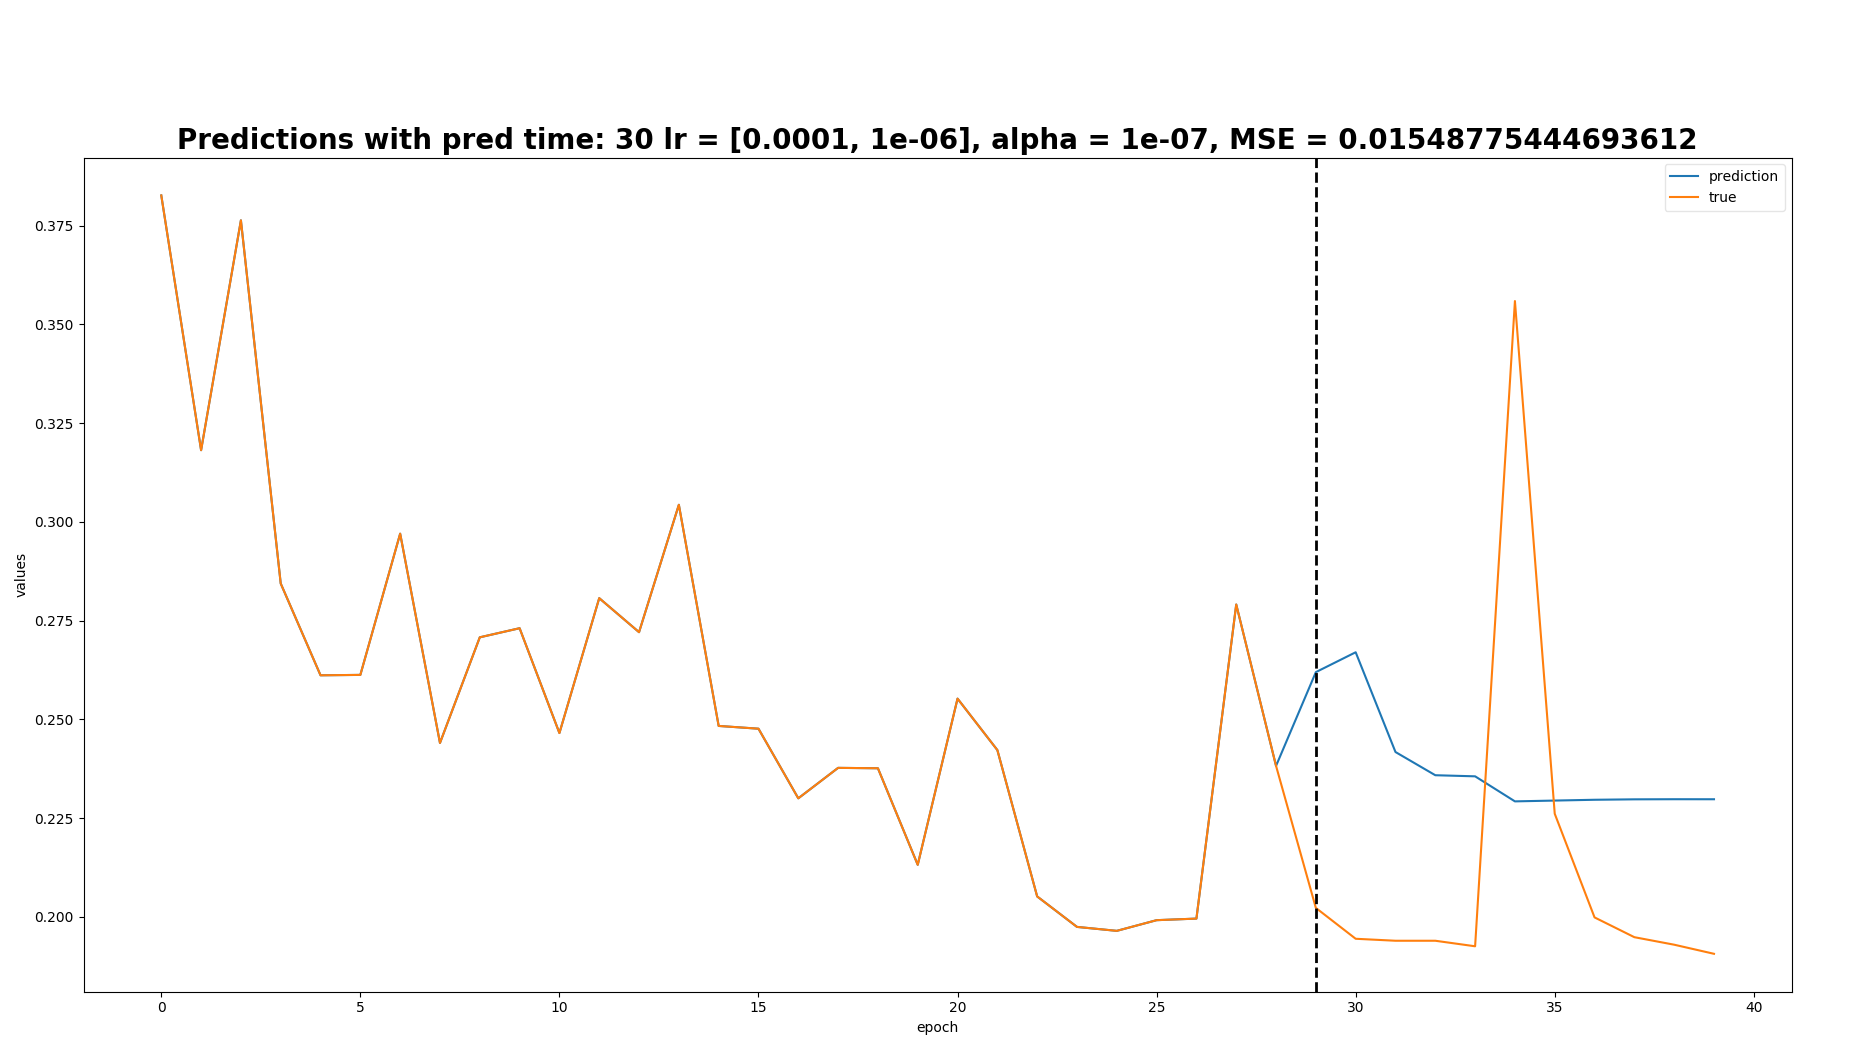 Predictions with pred time: 30 lr = [0.0001, 1e-06], alpha = 1e-07, MSE = 0.01548775444693612
prediction
true
0.375
0.350
0.325
0.300
0.275
0.250
0.225
0.200
values
0 5 10 15 20 25 30 35 40
epoch